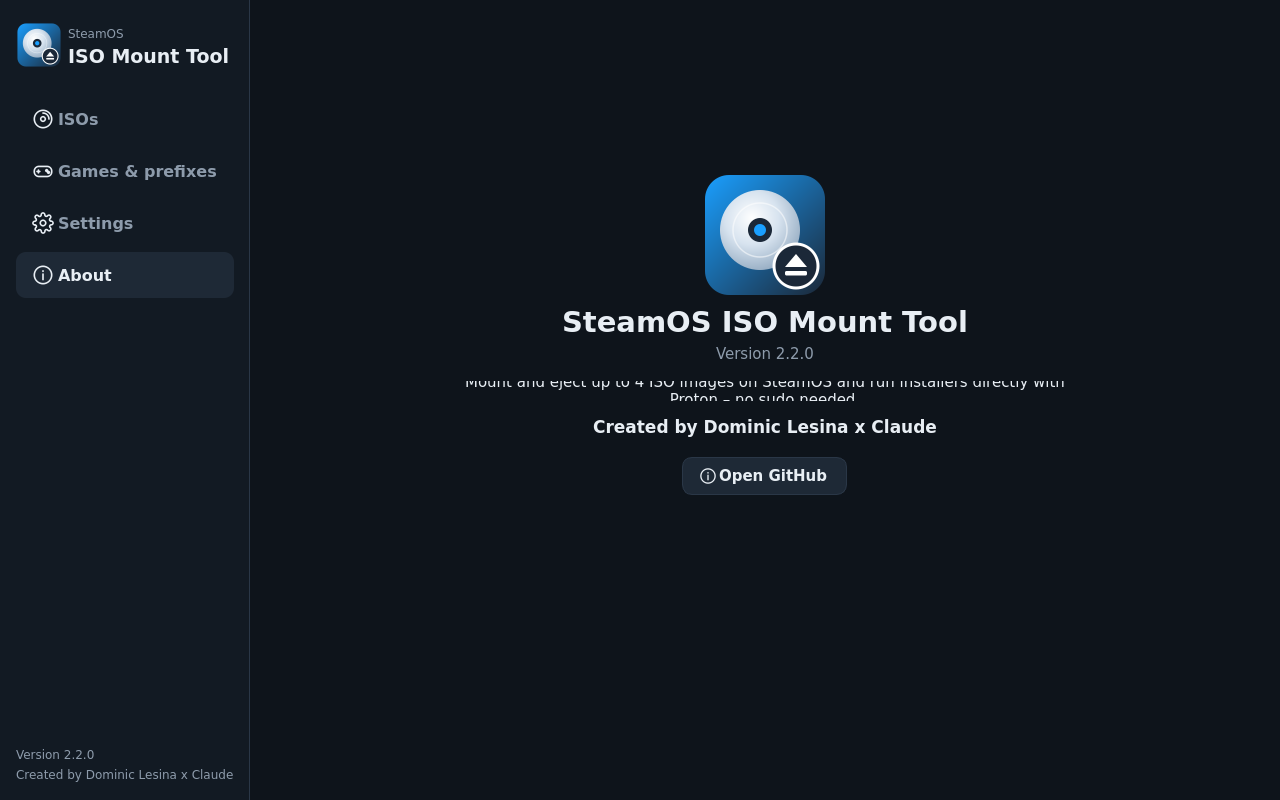 SteamOS
ISO Mount Tool
ISOs
Games & prefixes
Settings
About
SteamOS ISO Mount Tool
Version 2.2.0
Mount and eject up to 4 ISO images on SteamOS and run installers directly with
Proton – no sudo needed
Created by Dominic Lesina x Claude
Open GitHub
Version 2.2.0
Created by Dominic Lesina x Claude